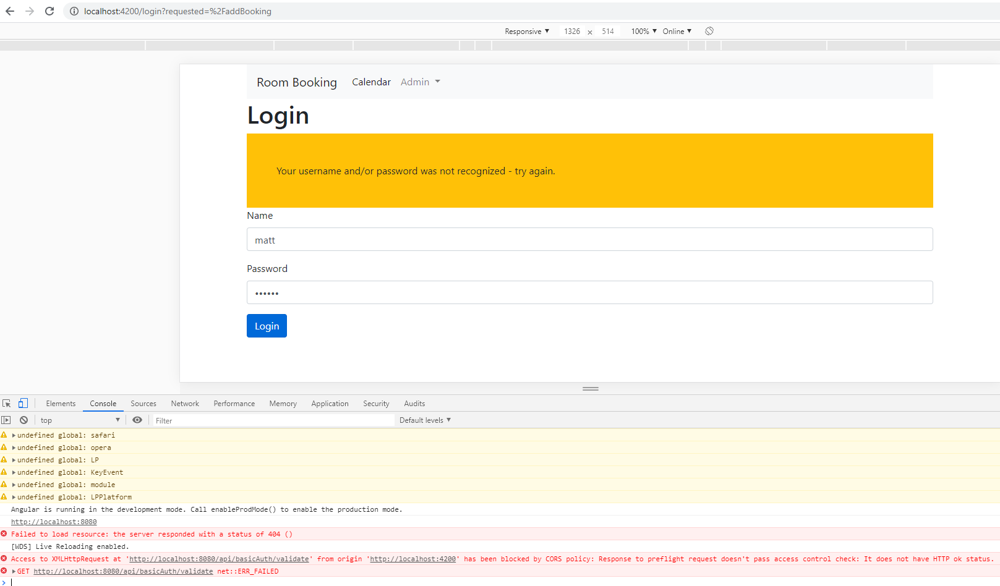 localhost:4200/login?requested=%2FaddBooking
Responsive ▼ 1326 × 514 100% ▼ Online ▼
Room Booking Calendar Admin
Login
Your username and/or password was not recognized - try again.
Name
matt
Password
••••••
Login
Elements Console Sources Network Performance Memory Application Security Audits
top ▼ Filter Default levels ▼
undefined global: safari
undefined global: opera
undefined global: LP
undefined global: KeyEvent
undefined global: module
undefined global: LPPlatform
Angular is running in the development mode. Call enableProdMode() to enable the production mode.
http://localhost:8080
Failed to load resource: the server responded with a status of 404 ()
[WDS] Live Reloading enabled.
Access to XMLHttpRequest at 'http://localhost:8080/api/basicAuth/validate' from origin 'http://localhost:4200' has been blocked by CORS policy: Response to preflight request doesn't pass access control check: It does not have HTTP ok status.
GET http://localhost:8080/api/basicAuth/validate net::ERR_FAILED